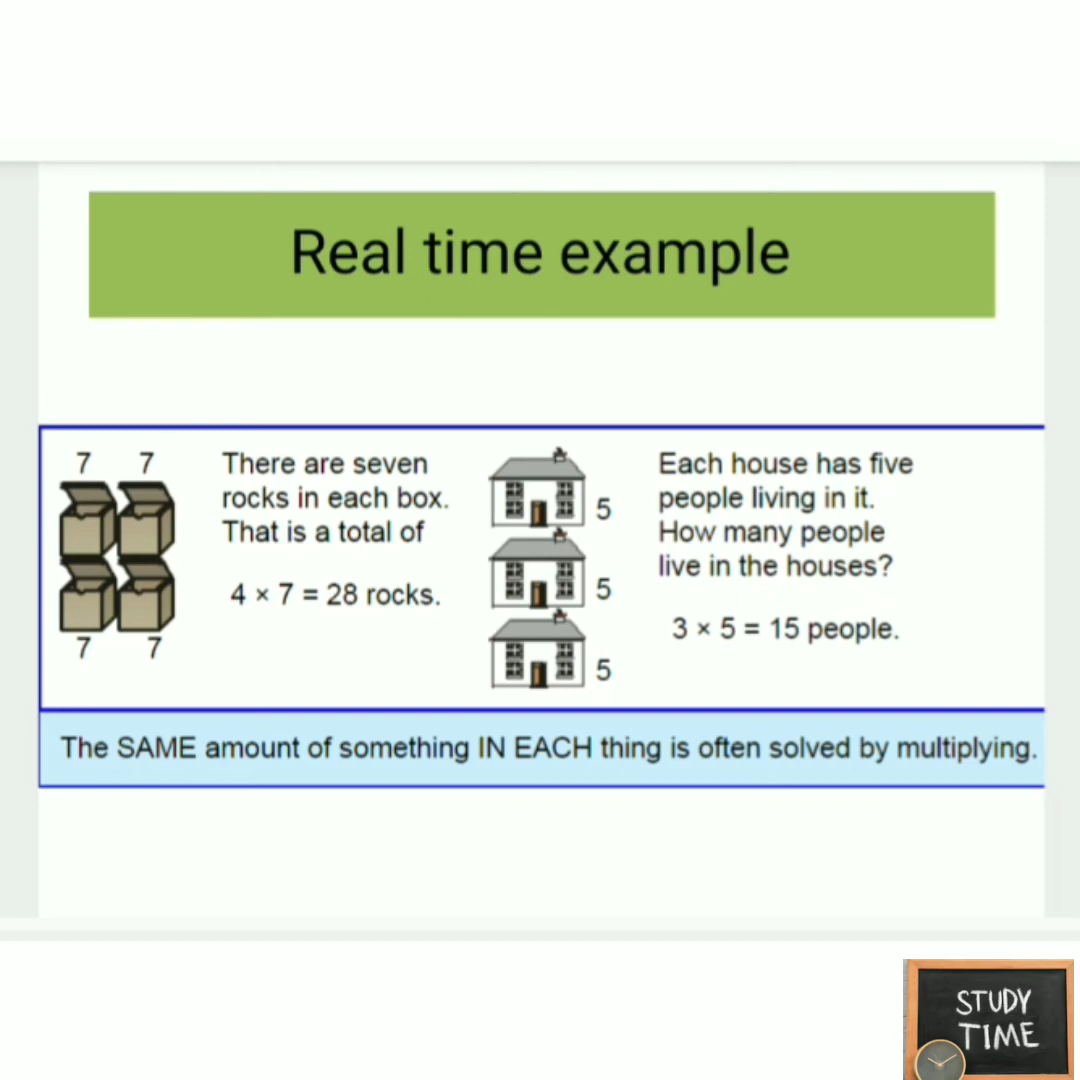 Real time example
7 7
There are seven
rocks in each box.
That is a total of
4 × 7 = 28 rocks.
7 7
5
5
5
Each house has five
people living in it.
How many people
live in the houses?
3 × 5 = 15 people.
The SAME amount of something IN EACH thing is often solved by multiplying.
STUDY
TIME